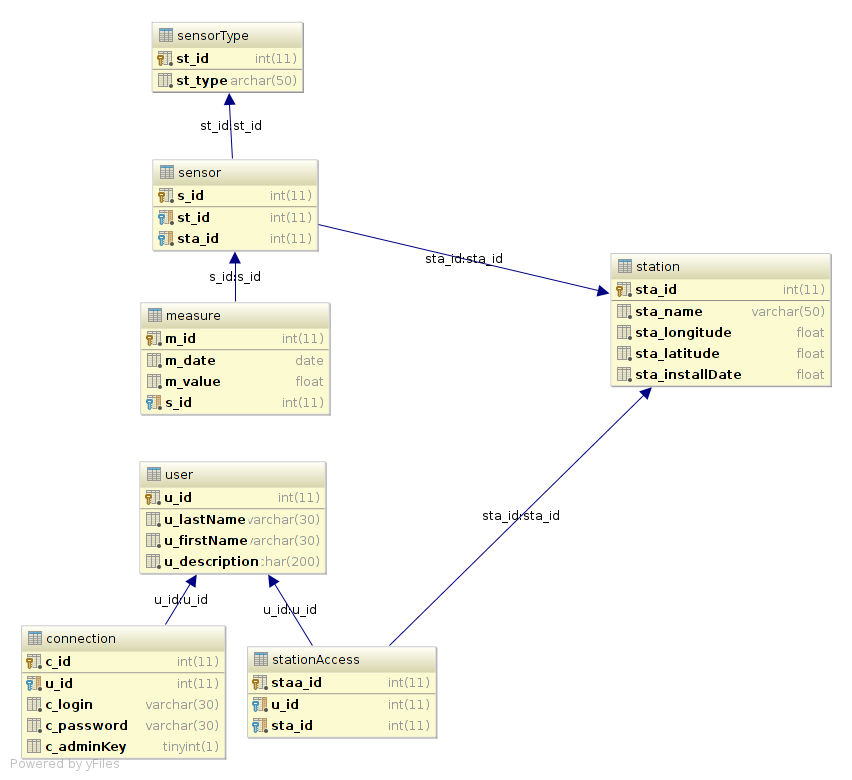 sensorType
st_id int(11)
st_type archar(50)
st_id:st_id
sensor
s_id int(11)
st_id int(11)
sta_id int(11)
sta_id:sta_id
s_id:s_id
station
sta_id int(11)
sta_name varchar(50)
sta_longitude float
sta_latitude float
sta_installDate float
measure
m_id int(11)
m_date date
m_value float
s_id int(11)
user
u_id int(11)
u_lastName varchar(30)
u_firstName varchar(30)
u_description char(200)
sta_id:sta_id
u_id:u_id
u_id:u_id
connection
c_id int(11)
u_id int(11)
c_login varchar(30)
c_password varchar(30)
c_adminKey tinyint(1)
stationAccess
staa_id int(11)
u_id int(11)
sta_id int(11)
Powered by yFiles